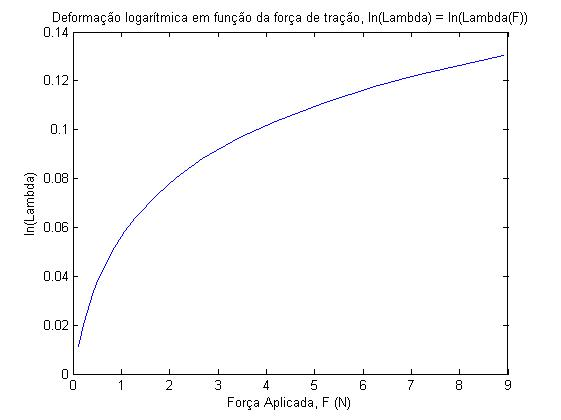 Deformação logarítmica em função da força de tração, ln(Lambda) = ln(Lambda(F))
0.14
0.12
0.1
0.08
0.06
0.04
0.02
0
ln(Lambda)
0 1 2 3 4 5 6 7 8 9
Força Aplicada, F (N)